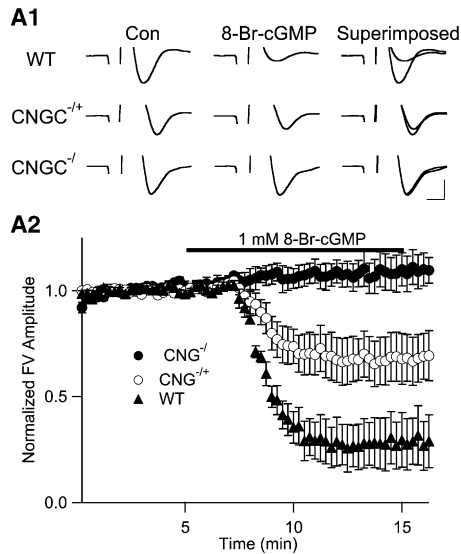 A1
Con 8-Br-cGMP Superimposed
WT
CNGC-/+
CNGC-/
A2
1 mM 8-Br-cGMP
1.0
0.5
0.0
Normalized FV Amplitude
CNG-/
CNG-/+
WT
5 10 15
Time (min)